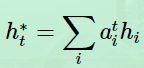 h_t^* = \sum_i a_i^t h_i